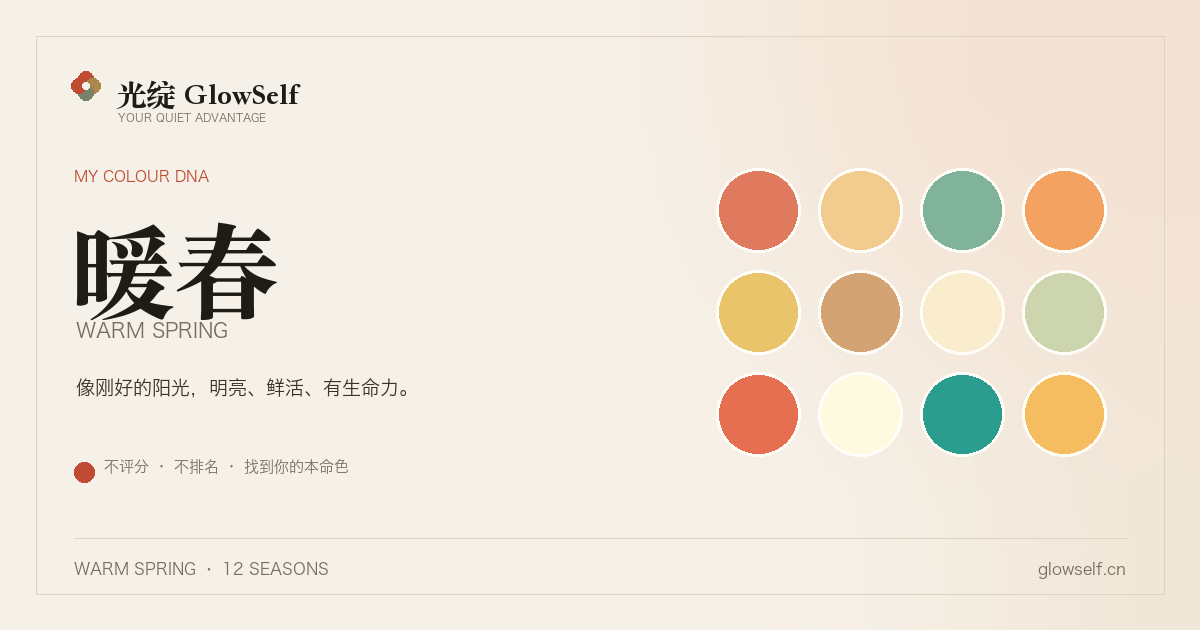 光绽 GlowSelf
YOUR QUIET ADVANTAGE
MY COLOUR DNA
暖春
WARM SPRING
像刚好的阳光，明亮、鲜活、有生命力。
不评分 · 不排名 · 找到你的本命色
WARM SPRING · 12 SEASONS
glowself.cn